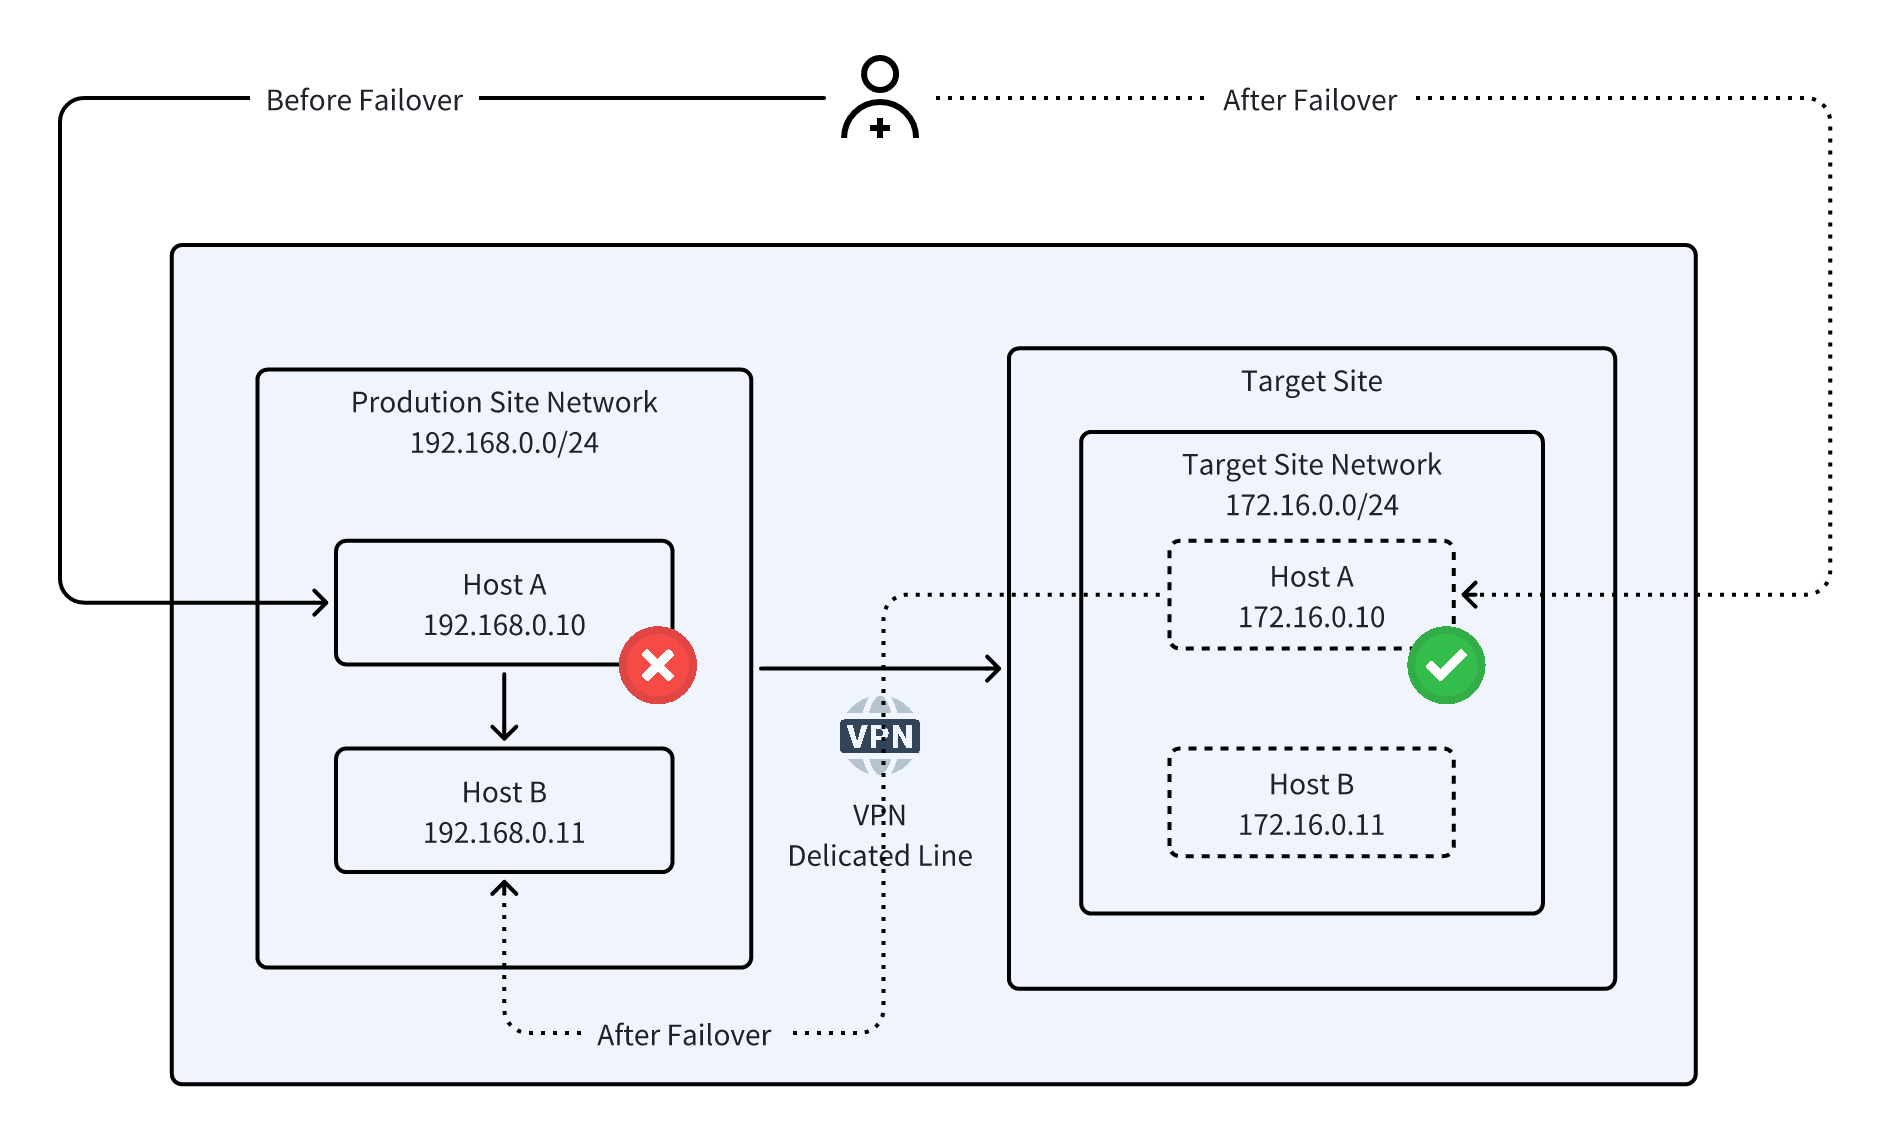 Before Failover
After Failover
Prodution Site Network
192.168.0.0/24
Host A
192.168.0.10
Host B
192.168.0.11
VPN
VPN
Delicated Line
Target Site
Target Site Network
172.16.0.0/24
Host A
172.16.0.10
Host B
172.16.0.11
After Failover